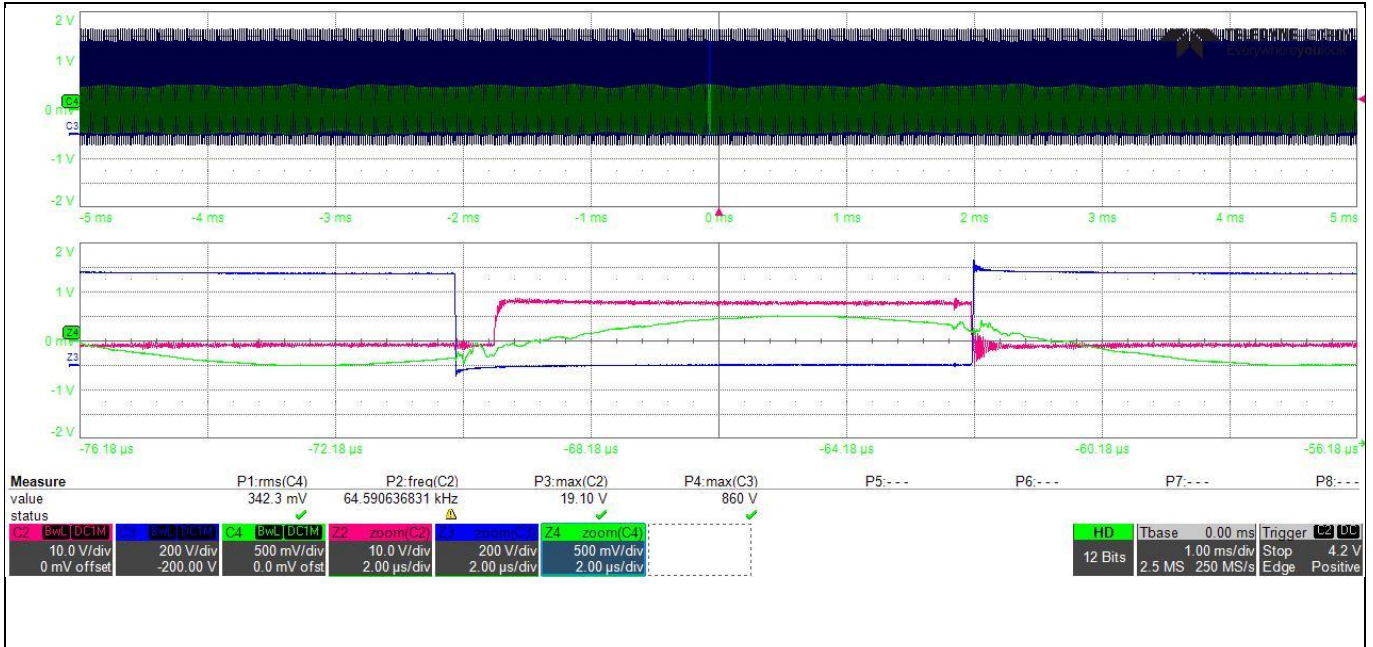 2 V
1 V
0 mV
-1 V
-2 V
C4
C3
TELEDYNE LECROY
Everywhereyoulook
-5 ms -4 ms -3 ms -2 ms -1 ms 0 ms 1 ms 2 ms 3 ms 4 ms 5 ms
2 V
1 V
0 mV
-1 V
-2 V
Z4
Z3
-76.18 µs -72.18 µs -68.18 µs -64.18 µs -60.18 µs -56.18 µs
Measure P1:rms(C4) P2:freq(C2) P3:max(C2) P4:max(C3) P5:- - - P6:- - - P7:- - - P8:- - -
value 342.3 mV 64.590636831 kHz 19.10 V 860 V
status
C2 BwL DC1M C3 BwL DC1M C4 BwL DC1M Z2 zoom(C2) Z3 zoom(C3) Z4 zoom(C4) HD Tbase 0.00 ms Trigger C2 DC
10.0 V/div 200 V/div 500 mV/div 10.0 V/div 200 V/div 500 mV/div 12 Bits 1.00 ms/div Stop 4.2 V
0 mV offset -200.00 V 0.0 mV ofst 2.00 µs/div 2.00 µs/div 2.00 µs/div 2.5 MS 250 MS/s Edge Positive